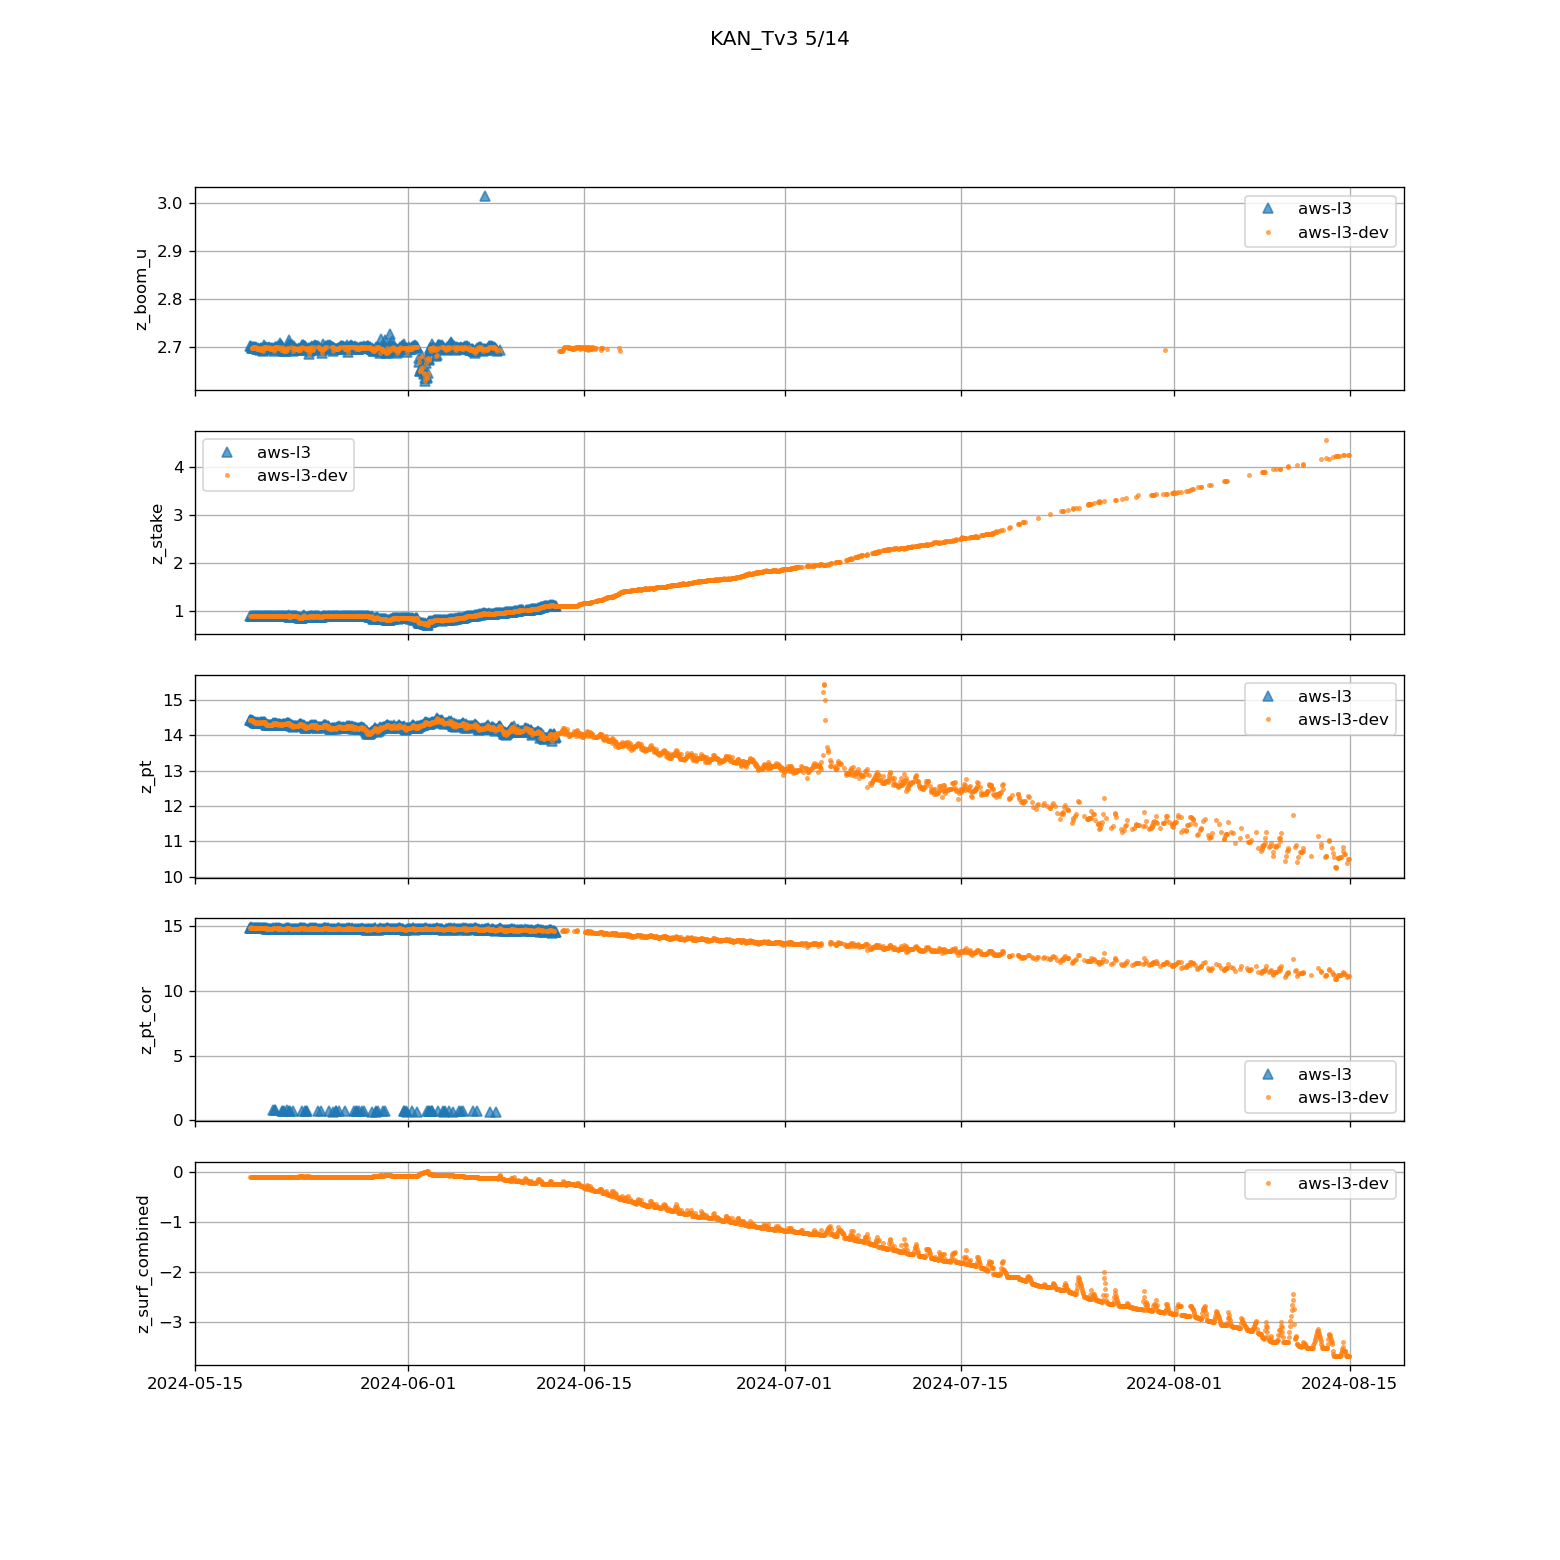 KAN_Tv3 5/14
z_boom_u
3.0
2.9
2.8
2.7
aws-l3
aws-l3-dev
z_stake
4
3
2
1
aws-l3
aws-l3-dev
z_pt
15
14
13
12
11
10
aws-l3
aws-l3-dev
z_pt_cor
15
10
5
0
aws-l3
aws-l3-dev
z_surf_combined
0
−1
−2
−3
aws-l3-dev
2024-05-15
2024-06-01
2024-06-15
2024-07-01
2024-07-15
2024-08-01
2024-08-15